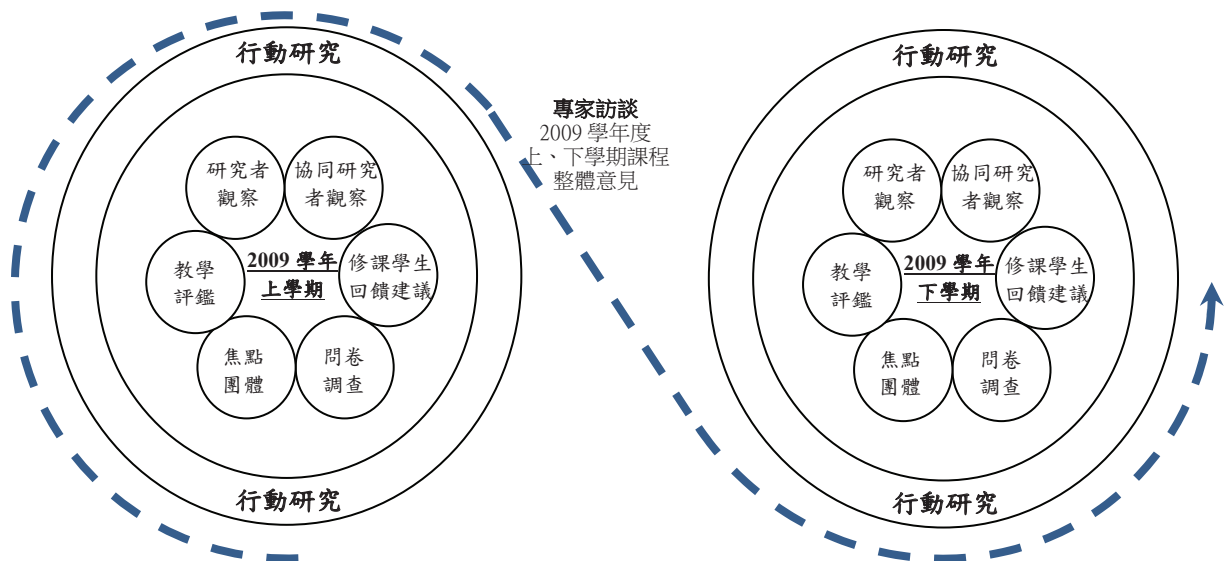 行動研究
研究者
觀察
協同研究
者觀察
教學
評鑑
2009 學年
上學期
修課學生
回饋建議
焦點
團體
問卷
調查
行動研究
專家訪談
2009 學年度
上、下學期課程
整體意見
行動研究
研究者
觀察
協同研究
者觀察
教學
評鑑
2009 學年
下學期
修課學生
回饋建議
焦點
團體
問卷
調查
行動研究